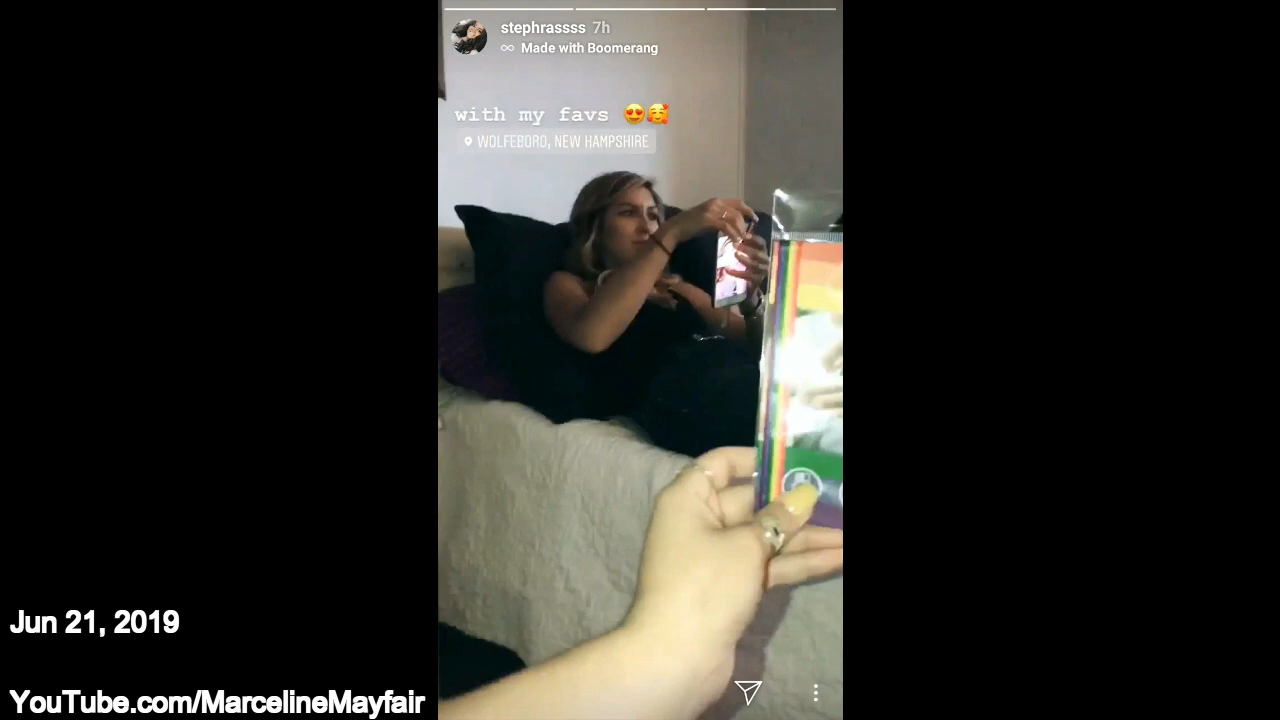 stephrassss 7h
Made with Boomerang
with my favs 😍🥰
WOLFEBORO, NEW HAMPSHIRE
Jun 21, 2019
YouTube.com/MarcelineMayfair